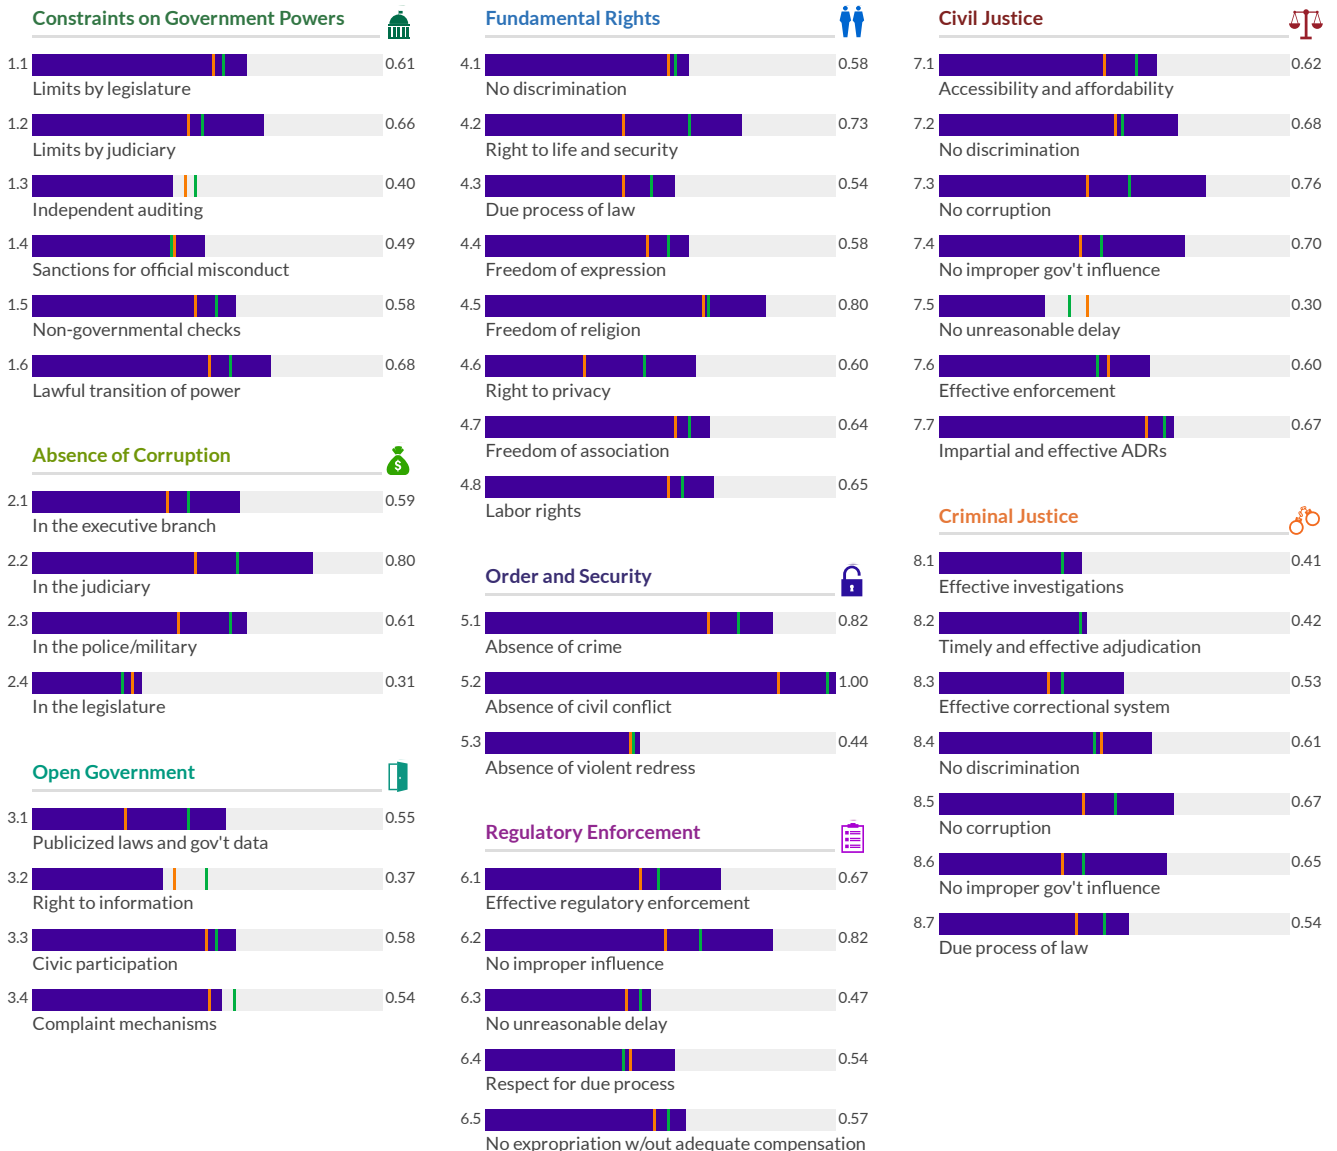 Constraints on Government Powers
1.1 0.61
Limits by legislature
1.2 0.66
Limits by judiciary
1.3 0.40
Independent auditing
1.4 0.49
Sanctions for official misconduct
1.5 0.58
Non-governmental checks
1.6 0.68
Lawful transition of power
Absence of Corruption
$
2.1 0.59
In the executive branch
2.2 0.80
In the judiciary
2.3 0.61
In the police/military
2.4 0.31
In the legislature
Open Government
3.1 0.55
Publicized laws and gov't data
3.2 0.37
Right to information
3.3 0.58
Civic participation
3.4 0.54
Complaint mechanisms
Fundamental Rights
4.1 0.58
No discrimination
4.2 0.73
Right to life and security
4.3 0.54
Due process of law
4.4 0.58
Freedom of expression
4.5 0.80
Freedom of religion
4.6 0.60
Right to privacy
4.7 0.64
Freedom of association
4.8 0.65
Labor rights
Order and Security
5.1 0.82
Absence of crime
5.2 1.00
Absence of civil conflict
5.3 0.44
Absence of violent redress
Regulatory Enforcement
6.1 0.67
Effective regulatory enforcement
6.2 0.82
No improper influence
6.3 0.47
No unreasonable delay
6.4 0.54
Respect for due process
6.5 0.57
No expropriation w/out adequate compensation
Civil Justice
7.1 0.62
Accessibility and affordability
7.2 0.68
No discrimination
7.3 0.76
No corruption
7.4 0.70
No improper gov't influence
7.5 0.30
No unreasonable delay
7.6 0.60
Effective enforcement
7.7 0.67
Impartial and effective ADRs
Criminal Justice
8.1 0.41
Effective investigations
8.2 0.42
Timely and effective adjudication
8.3 0.53
Effective correctional system
8.4 0.61
No discrimination
8.5 0.67
No corruption
8.6 0.65
No improper gov't influence
8.7 0.54
Due process of law